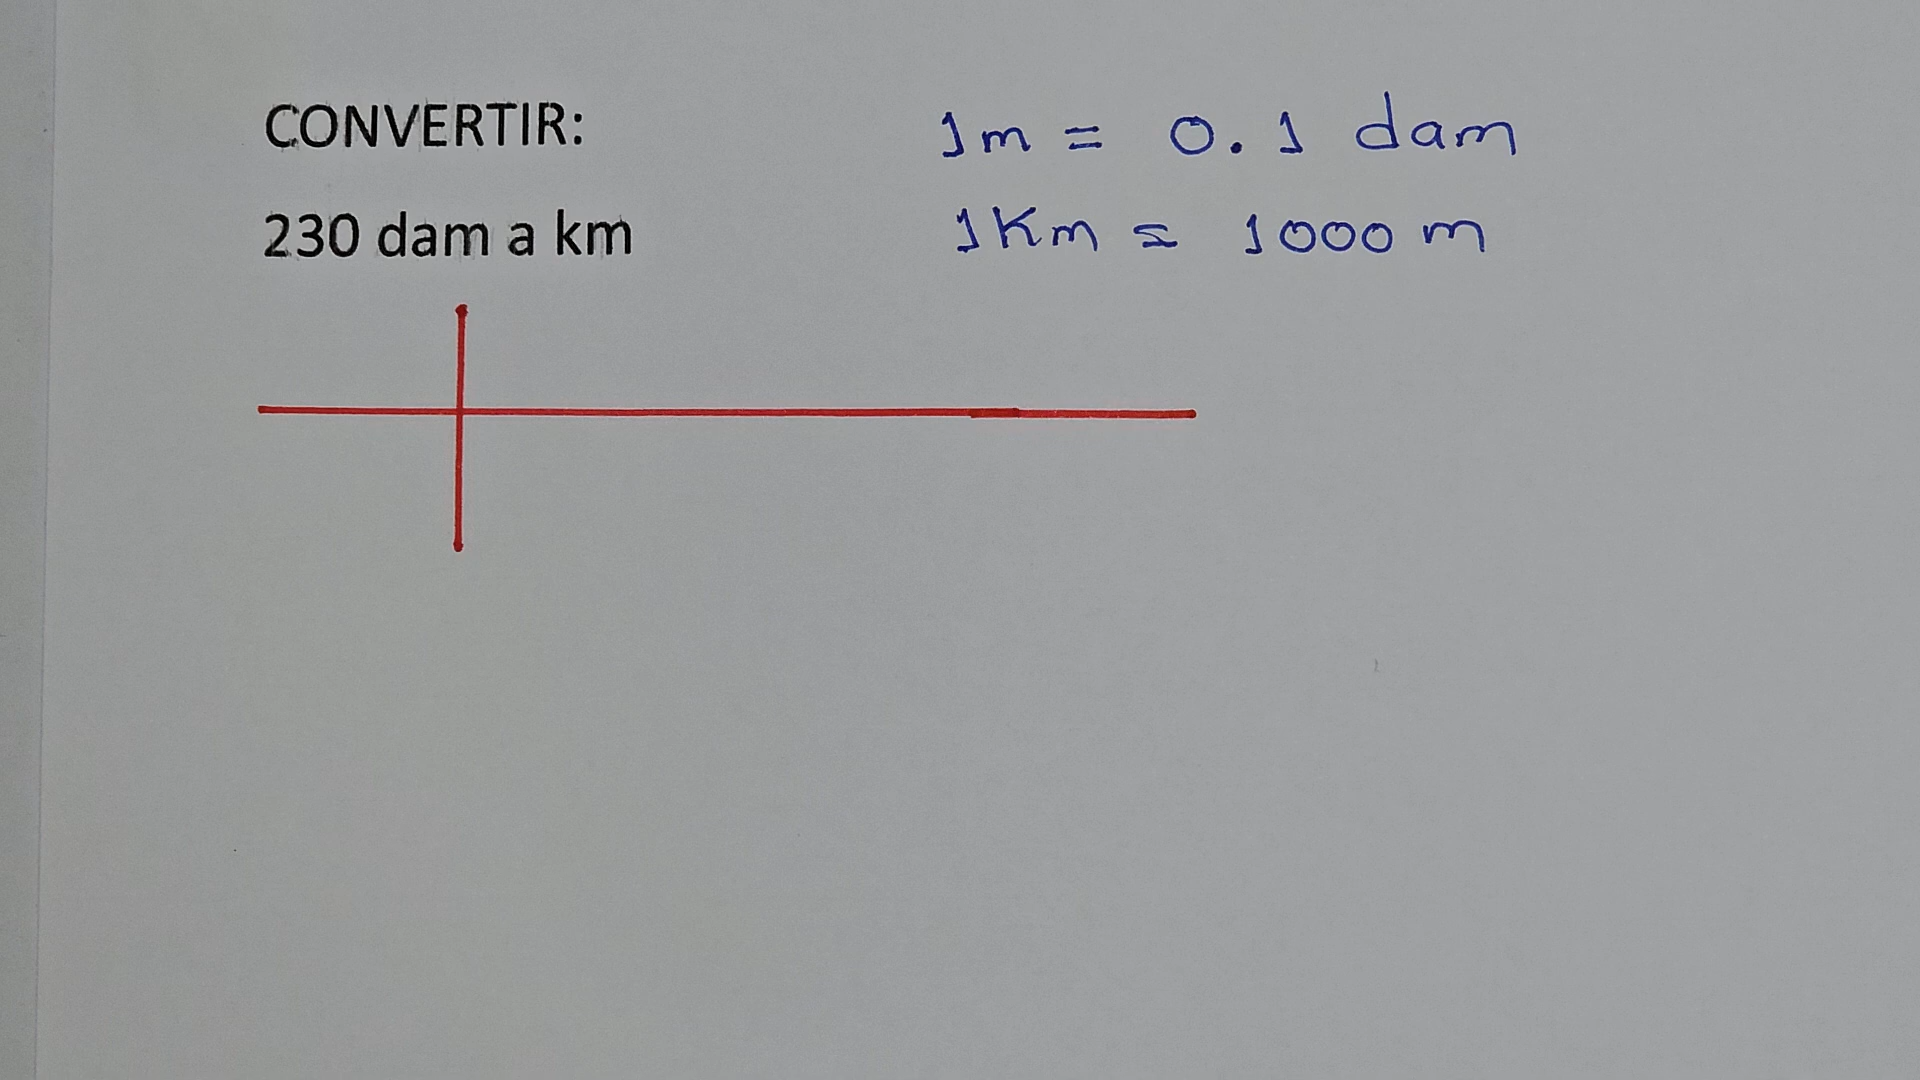 CONVERTIR:
1m = 0.1 dam
230 dam a km
1Km = 1000 m